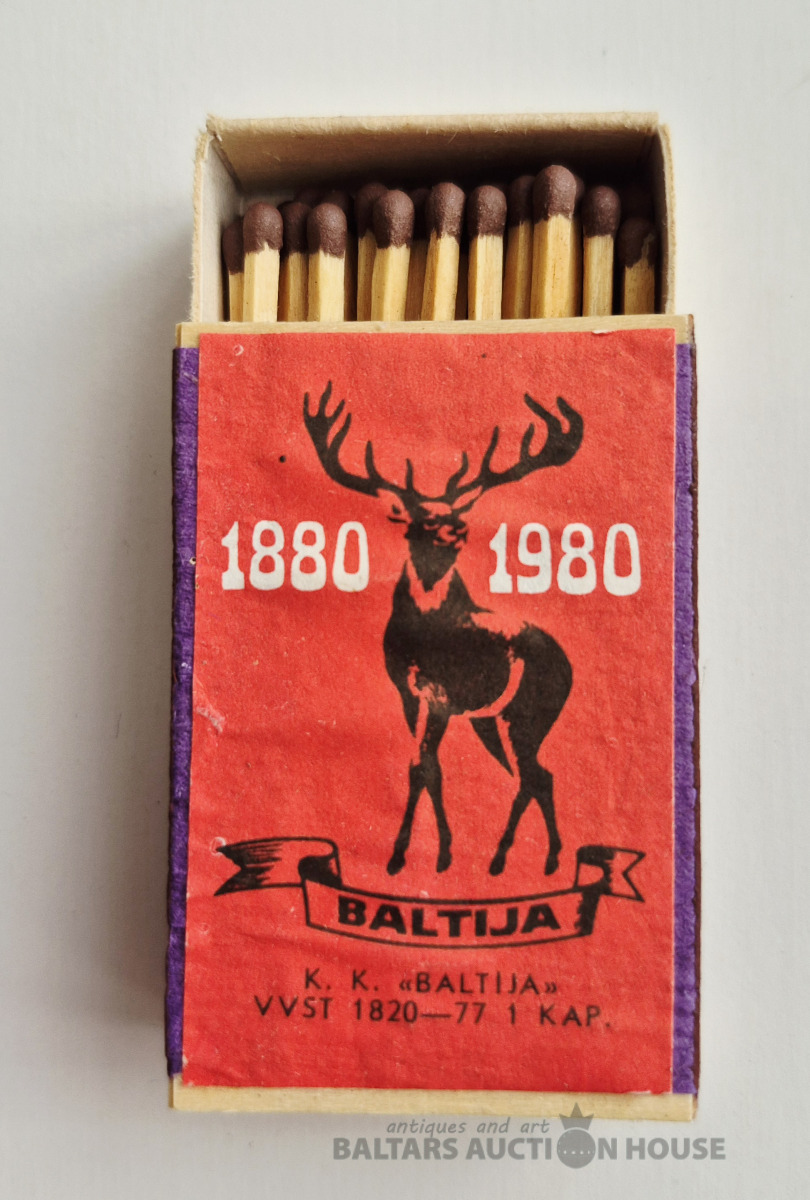 1880 1980
BALTIJA
K. K. «BALTIJA»
VVST 1820—77 1 KAP.
antiques and art
BALTARS AUCTION HOUSE